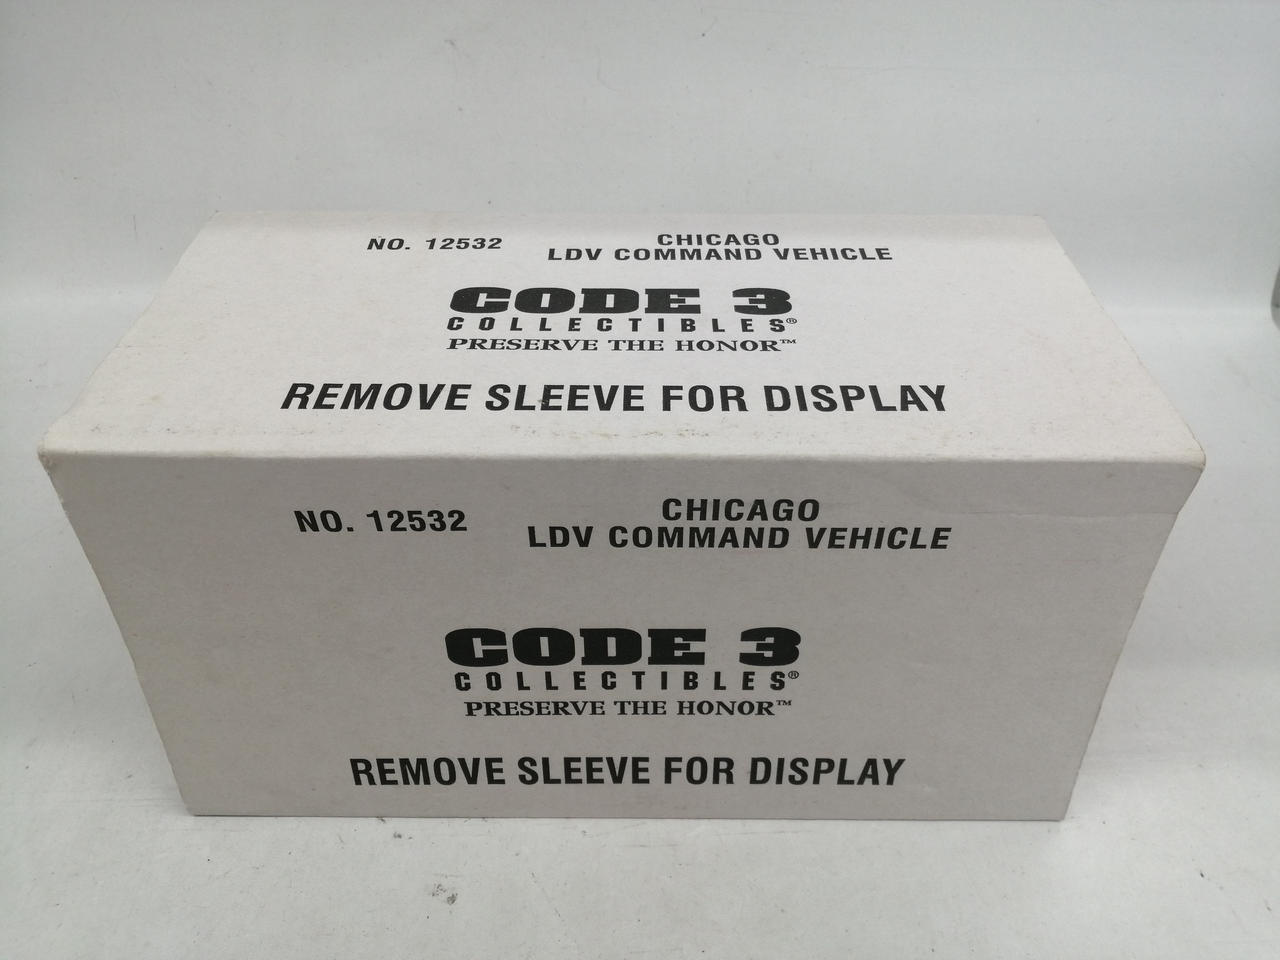 NO. 12532
CHICAGO
LDV COMMAND VEHICLE
CODE 3
COLLECTIBLES®
PRESERVE THE HONOR™
REMOVE SLEEVE FOR DISPLAY
NO. 12532
CHICAGO
LDV COMMAND VEHICLE
CODE 3
COLLECTIBLES®
PRESERVE THE HONOR™
REMOVE SLEEVE FOR DISPLAY